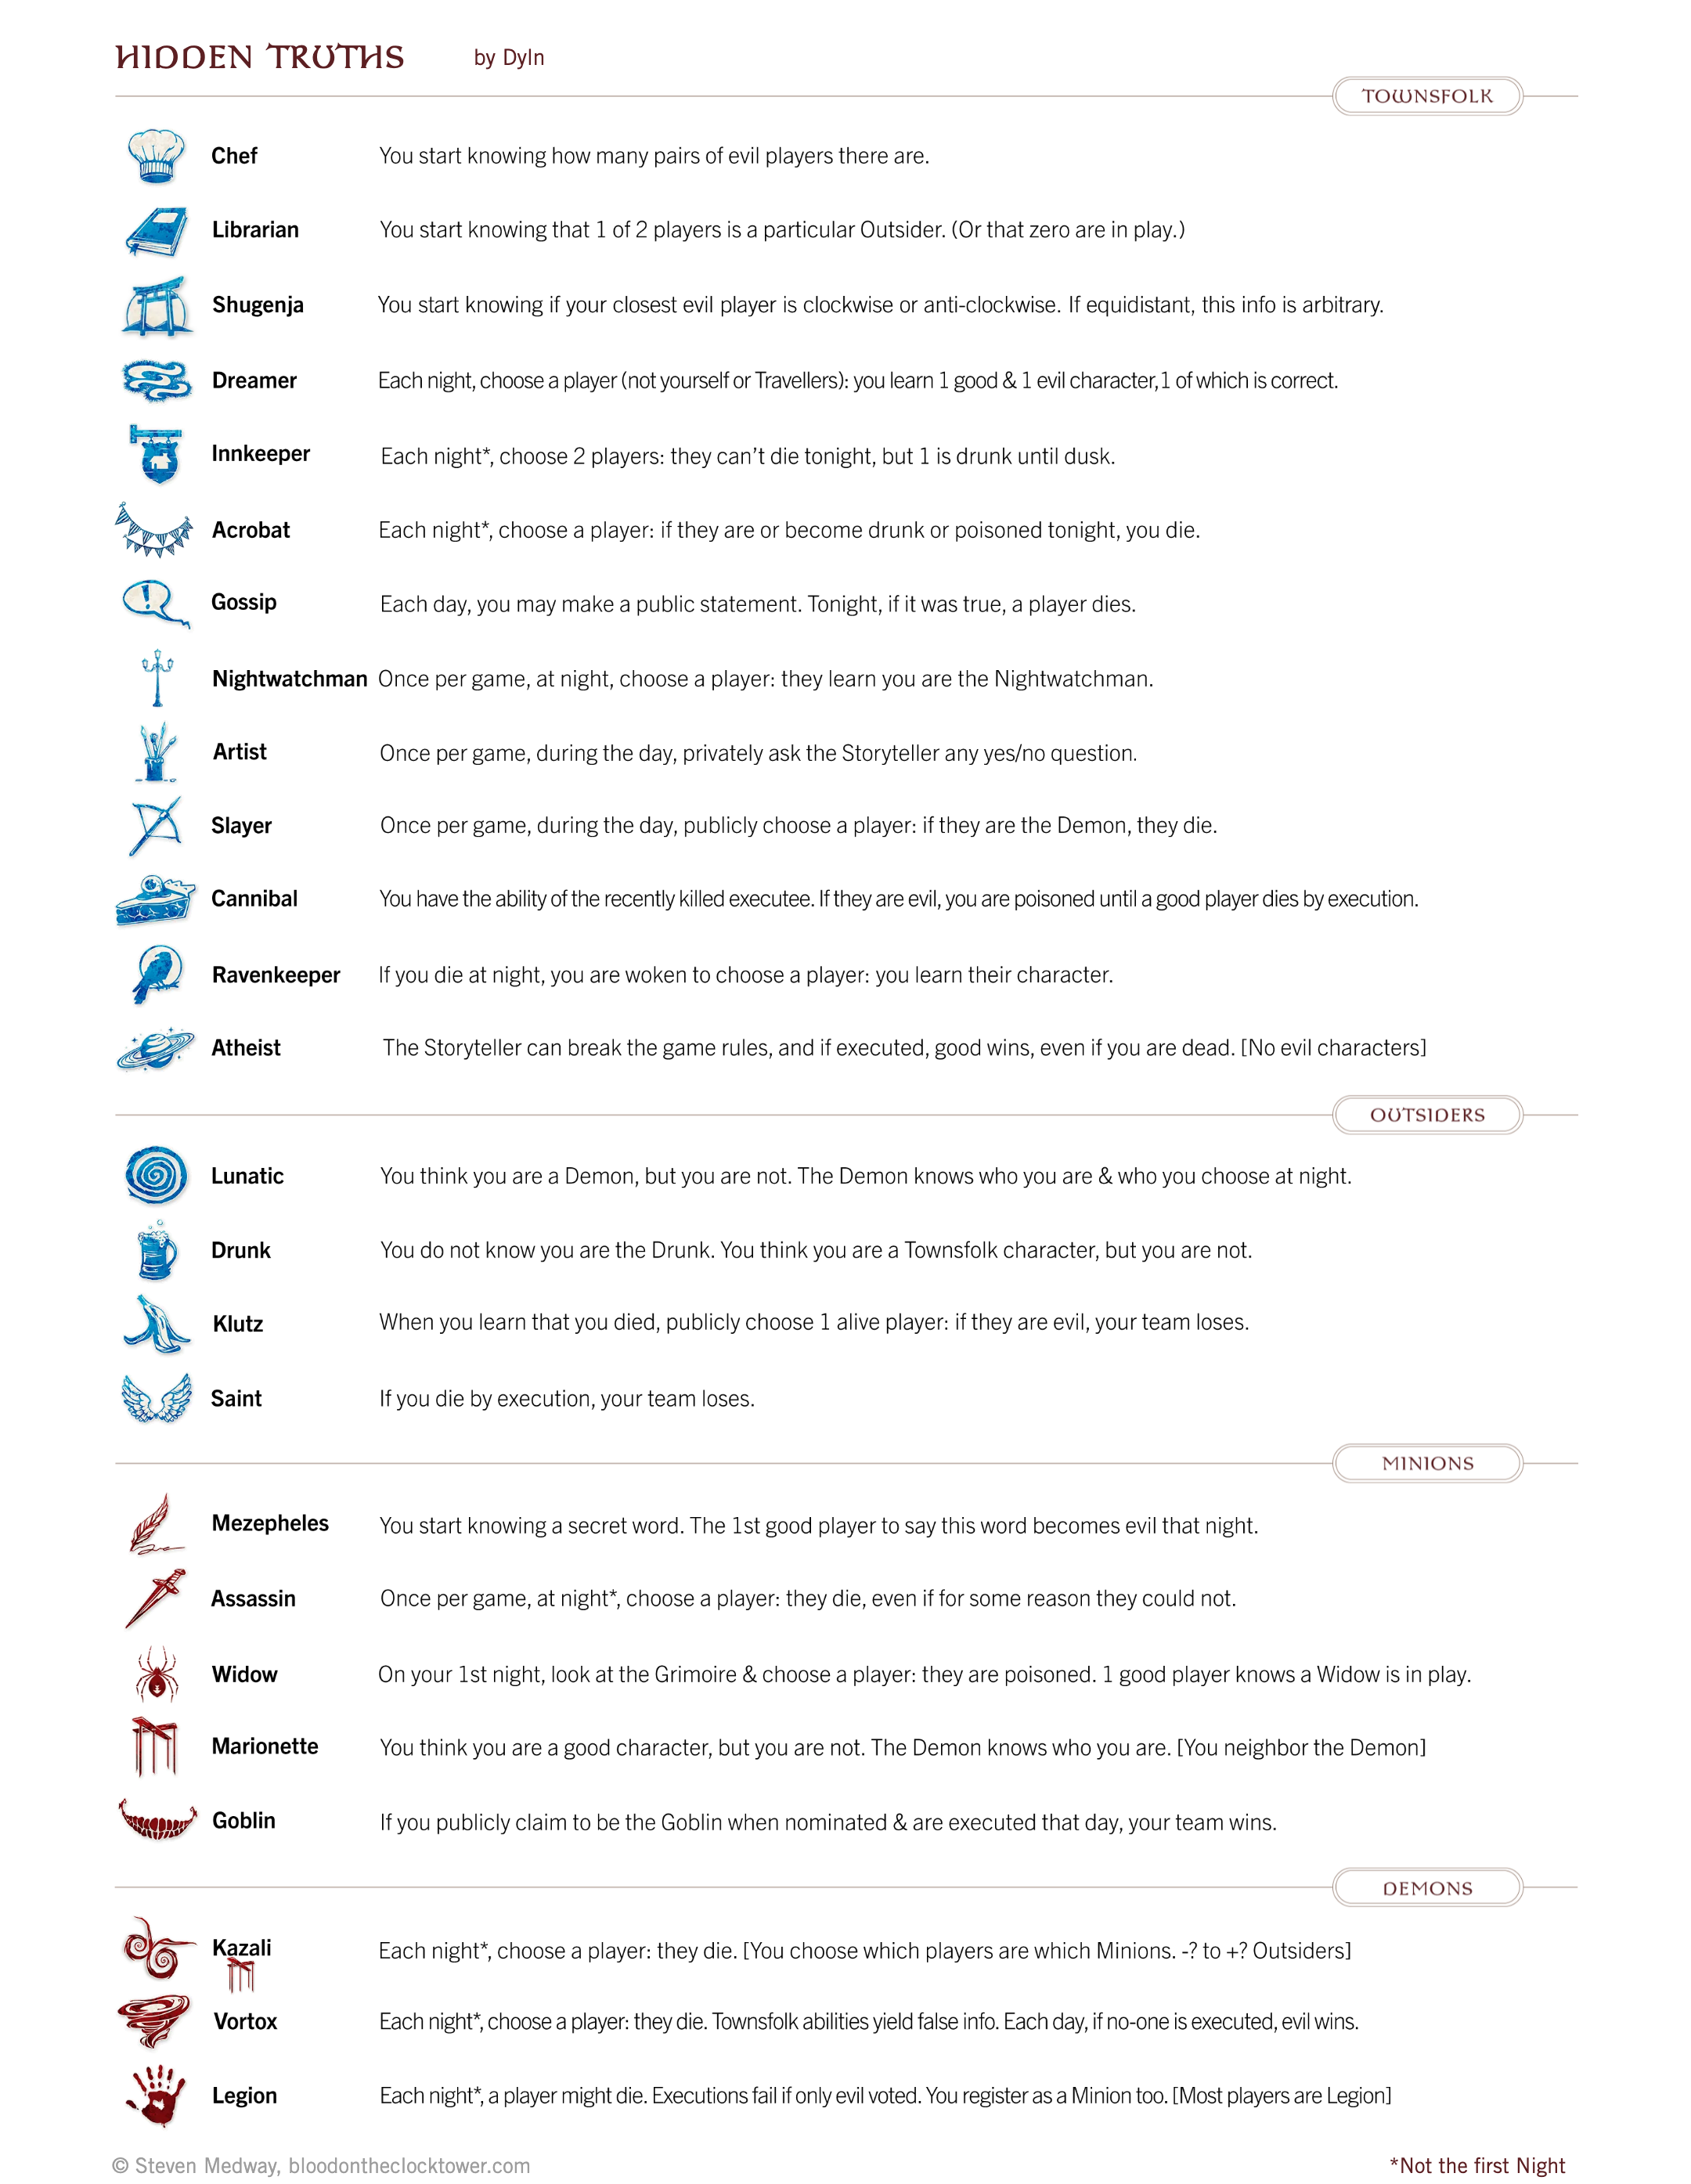 HIDDEN TRUTHS by Dyln
TOWNSFOLK
Chef You start knowing how many pairs of evil players there are.
Librarian You start knowing that 1 of 2 players is a particular Outsider. (Or that zero are in play.)
Shugenja You start knowing if your closest evil player is clockwise or anti-clockwise. If equidistant, this info is arbitrary.
Dreamer Each night, choose a player (not yourself or Travellers): you learn 1 good & 1 evil character,1 of which is correct.
Innkeeper Each night*, choose 2 players: they can’t die tonight, but 1 is drunk until dusk.
Acrobat Each night*, choose a player: if they are or become drunk or poisoned tonight, you die.
Gossip Each day, you may make a public statement. Tonight, if it was true, a player dies.
Nightwatchman Once per game, at night, choose a player: they learn you are the Nightwatchman.
Artist Once per game, during the day, privately ask the Storyteller any yes/no question.
Slayer Once per game, during the day, publicly choose a player: if they are the Demon, they die.
Cannibal You have the ability of the recently killed executee. If they are evil, you are poisoned until a good player dies by execution.
Ravenkeeper If you die at night, you are woken to choose a player: you learn their character.
Atheist The Storyteller can break the game rules, and if executed, good wins, even if you are dead. [No evil characters]
OUTSIDERS
Lunatic You think you are a Demon, but you are not. The Demon knows who you are & who you choose at night.
Drunk You do not know you are the Drunk. You think you are a Townsfolk character, but you are not.
Klutz When you learn that you died, publicly choose 1 alive player: if they are evil, your team loses.
Saint If you die by execution, your team loses.
MINIONS
Mezepheles You start knowing a secret word. The 1st good player to say this word becomes evil that night.
Assassin Once per game, at night*, choose a player: they die, even if for some reason they could not.
Widow On your 1st night, look at the Grimoire & choose a player: they are poisoned. 1 good player knows a Widow is in play.
Marionette You think you are a good character, but you are not. The Demon knows who you are. [You neighbor the Demon]
Goblin If you publicly claim to be the Goblin when nominated & are executed that day, your team wins.
DEMONS
Kazali Each night*, choose a player: they die. [You choose which players are which Minions. -? to +? Outsiders]
Vortox Each night*, choose a player: they die. Townsfolk abilities yield false info. Each day, if no-one is executed, evil wins.
Legion Each night*, a player might die. Executions fail if only evil voted. You register as a Minion too. [Most players are Legion]
© Steven Medway, bloodontheclocktower.com *Not the first Night